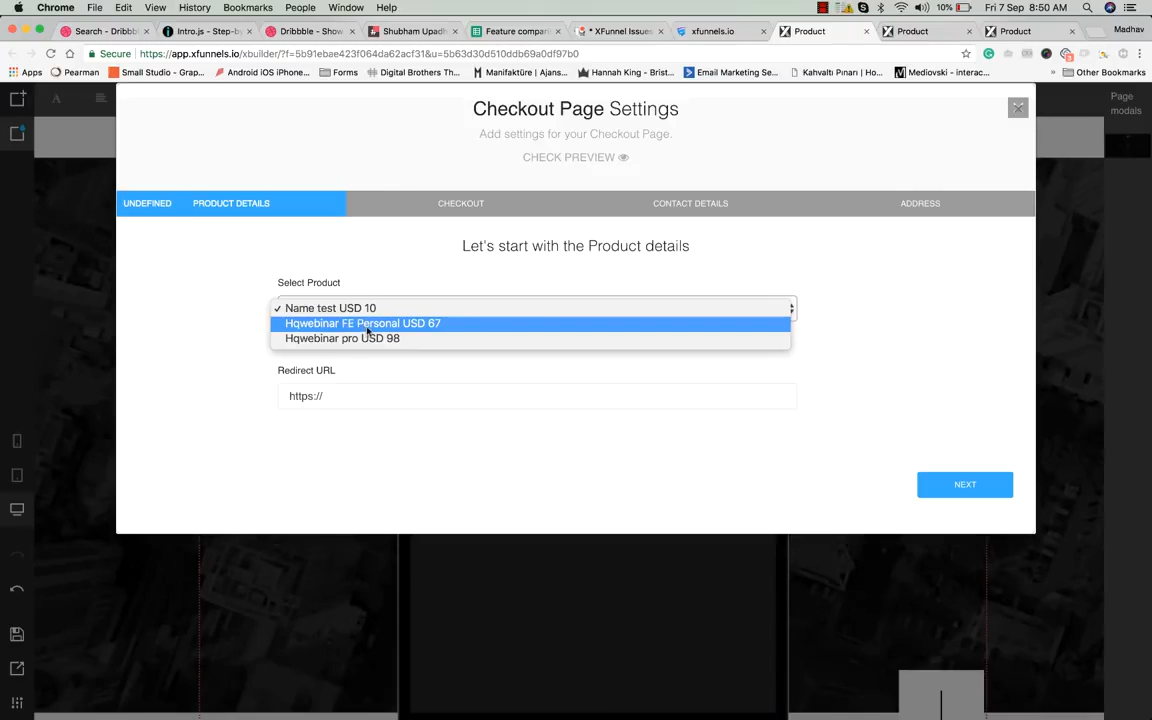 Chrome File Edit View History Bookmarks People Window Help 10% Fri 7 Sep 8:50 AM
Search - Dribbb Intro.js - Step-by Dribbble - Show Shubham Upadh Feature compari * XFunnel Issues xfunnels.io Product Product Product Madhav
Secure https://app.xfunnels.io/xbuilder/?f=5b91ebae423f064da62acf31&u=5b63d30d510ddb69a0df97b0
Apps Pearman Small Studio - Grap... Android iOS iPhone... Forms Digital Brothers Th... Manifaktüre | Ajans... Hannah King - Brist... Email Marketing Se... Kahvaltı Pınarı | Ho... Mediovski - interac... » Other Bookmarks
Page
modals
Checkout Page Settings
Add settings for your Checkout Page.
CHECK PREVIEW
UNDEFINED PRODUCT DETAILS CHECKOUT CONTACT DETAILS ADDRESS
Let's start with the Product details
Select Product
✓ Name test USD 10
Hqwebinar FE Personal USD 67
Hqwebinar pro USD 98
Redirect URL
https://
NEXT